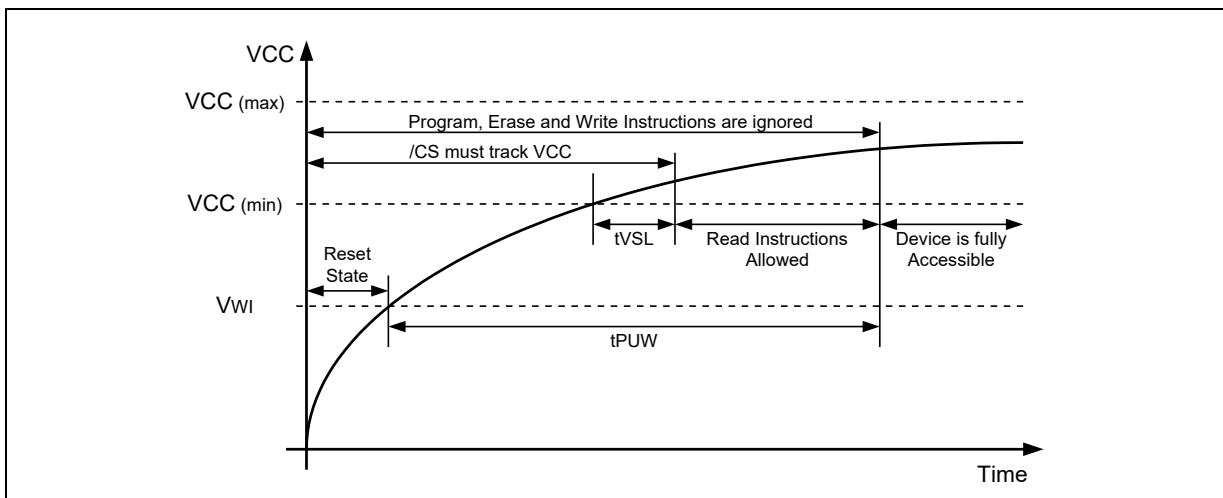 VCC
VCC (max)
Program, Erase and Write Instructions are ignored
/CS must track VCC
VCC (min)
tVSL
Read Instructions
Allowed
Device is fully
Accessible
Reset
State
VWI
tPUW
Time